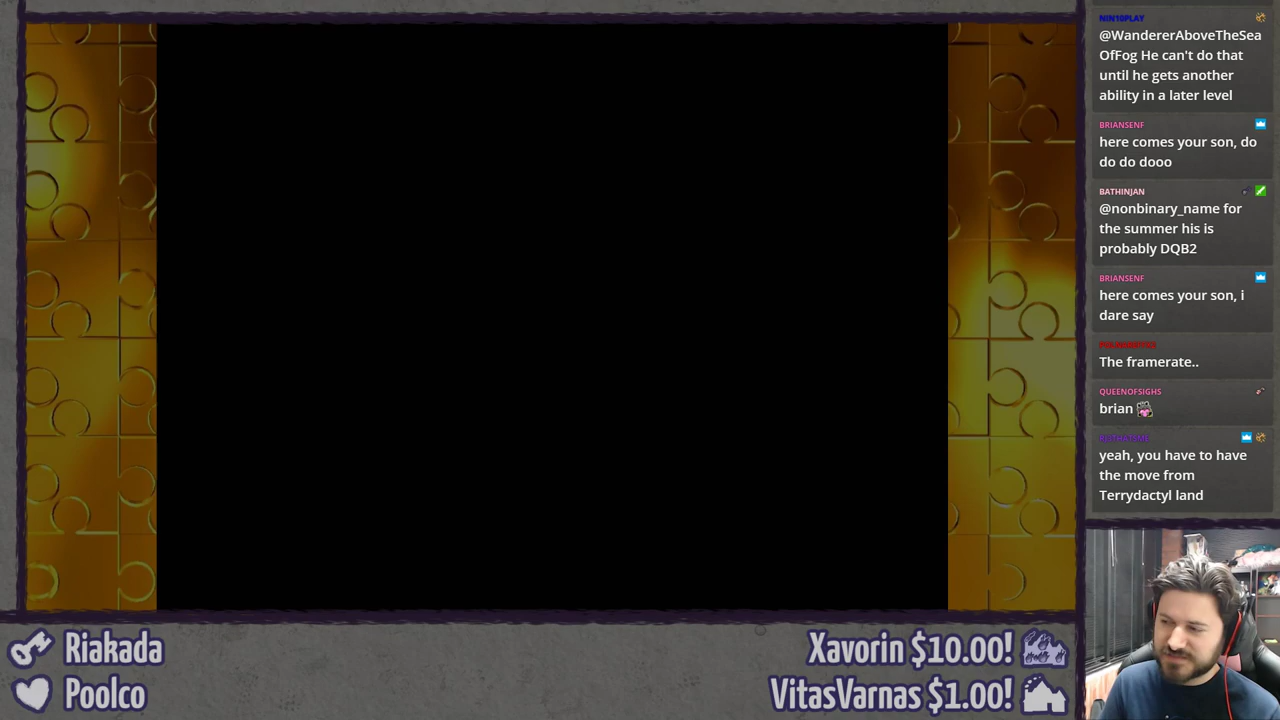 NIN10PLAY
@WandererAboveTheSea
OfFog He can't do that
until he gets another
ability in a later level
BRIANSENF
here comes your son, do
do do dooo
BATHINJAN
@nonbinary_name for
the summer his is
probably DQB2
BRIANSENF
here comes your son, i
dare say
The framerate..
QUEENOFSIGHS
brian
yeah, you have to have
the move from
Terrydactyl land
Riakada
Poolco
Xavorin $10.00!
VitasVarnas $1.00!